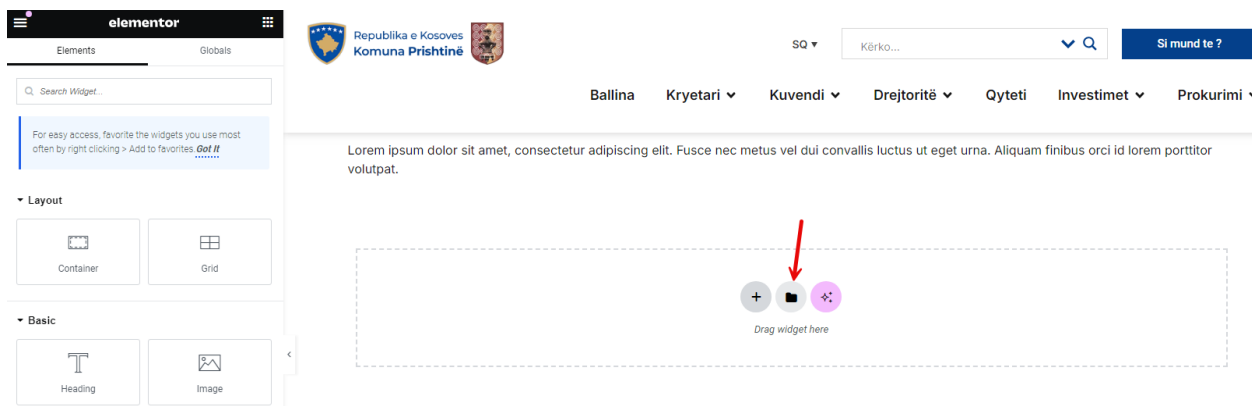 elementor
Elements Globals
Search Widget...
For easy access, favorite the widgets you use most
often by right clicking > Add to favorites. Got It
Layout
Container Grid
Basic
Heading Image
Republika e Kosoves
Komuna Prishtinë
SQ
Kërko...
Si mund te ?
Ballina Kryetari Kuvendi Drejtoritë Qyteti Investimet Prokurimi
Lorem ipsum dolor sit amet, consectetur adipiscing elit. Fusce nec metus vel dui convallis luctus ut eget urna. Aliquam finibus orci id lorem porttitor
volutpat.
Drag widget here